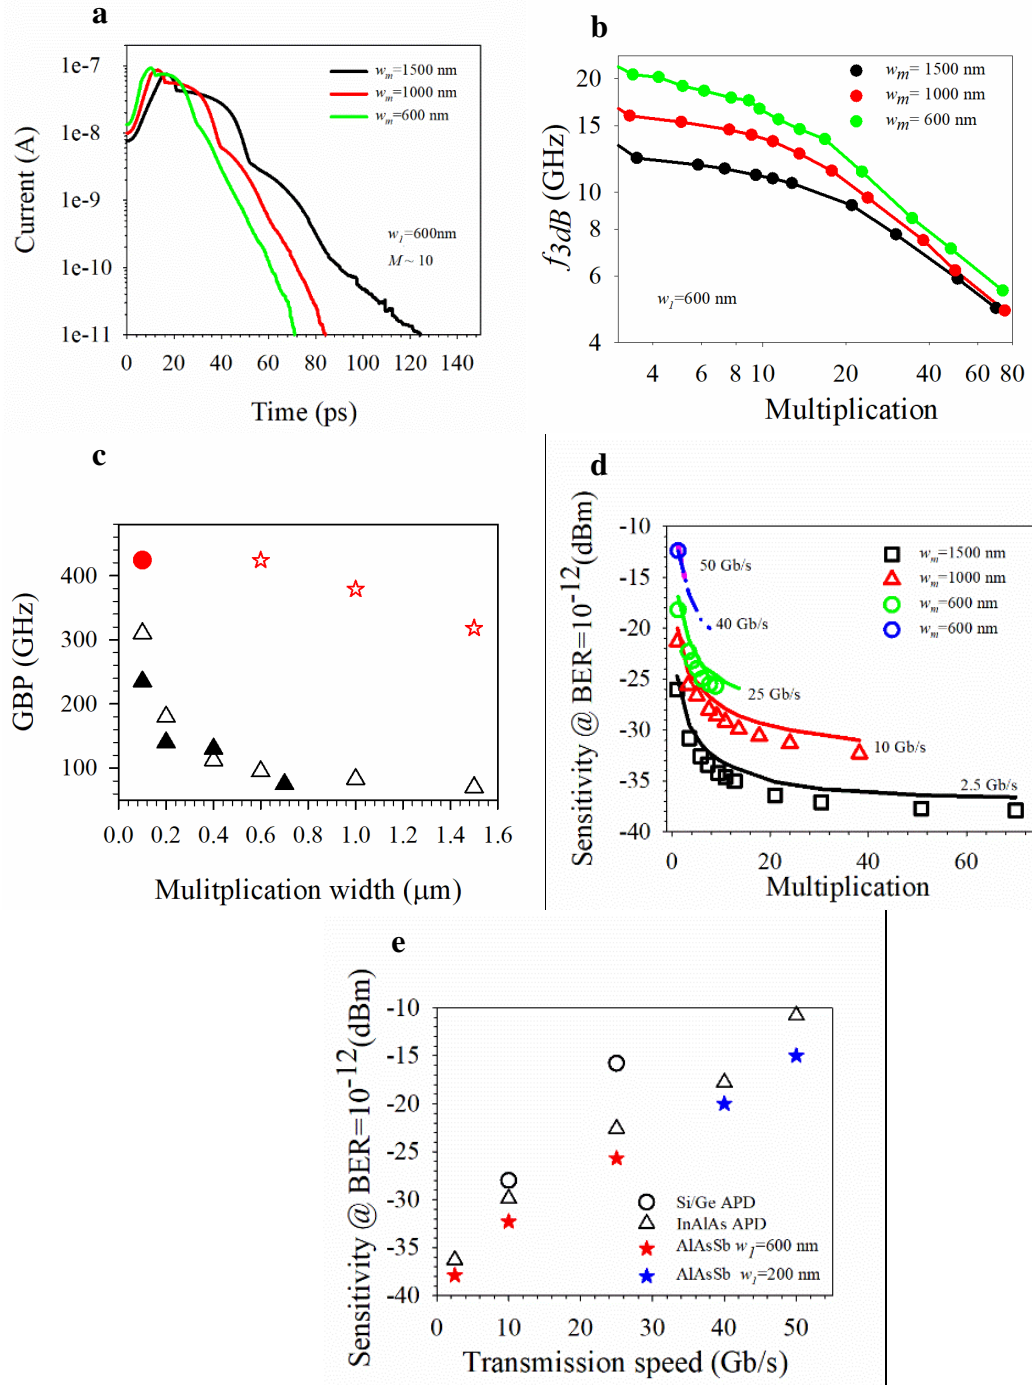 a
1e-7
1e-8
1e-9
1e-10
1e-11
Current (A)
wm=1500 nm
wm=1000 nm
wm=600 nm
w1=600nm
M ~ 10
0 20 40 60 80 100 120 140
Time (ps)
b
20
15
10
8
6
4
f3dB (GHz)
wm= 1500 nm
wm= 1000 nm
wm= 600 nm
w1=600 nm
4 6 8 10 20 40 60 80
Multiplication
c
400
300
200
100
GBP (GHz)
0.0 0.2 0.4 0.6 0.8 1.0 1.2 1.4 1.6
Mulitplication width (μm)
d
-10
-15
-20
-25
-30
-35
-40
Sensitivity @ BER=10-12(dBm)
wm=1500 nm
wm=1000 nm
wm=600 nm
wm=600 nm
50 Gb/s
40 Gb/s
25 Gb/s
10 Gb/s
2.5 Gb/s
0 20 40 60
Multiplication
e
-10
-15
-20
-25
-30
-35
-40
Sensitivity @ BER=10-12(dBm)
Si/Ge APD
InAlAs APD
AlAsSb w1=600 nm
AlAsSb w1=200 nm
0 10 20 30 40 50
Transmission speed (Gb/s)